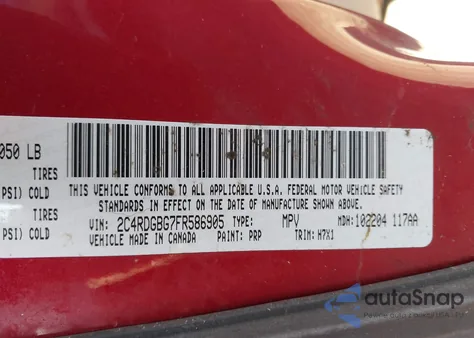 050 LB
TIRES
PSI) COLD
TIRES
PSI) COLD
THIS VEHICLE CONFORMS TO ALL APPLICABLE U.S.A. FEDERAL MOTOR VEHICLE SAFETY
STANDARDS IN EFFECT ON THE DATE OF MANUFACTURE SHOWN ABOVE.
VIN: 2C4RDGBG7FR586905 TYPE: MPV MDH: 102204 117AA
VEHICLE MADE IN CANADA PAINT: PRP TRIM: H7X1
autoSnap